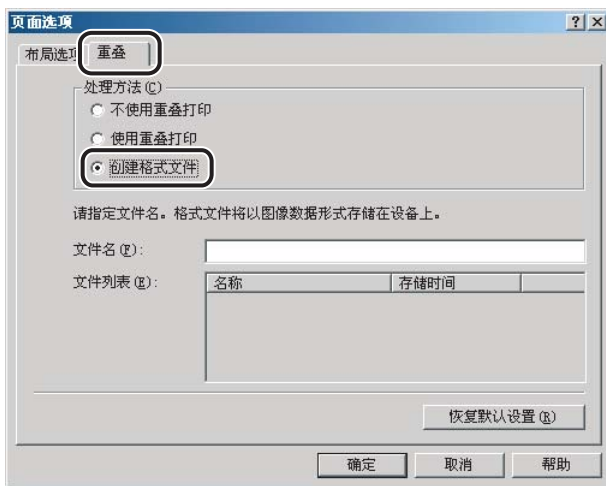 页面选项
布局选项 重叠
处理方法(C)
不使用重叠打印
使用重叠打印
创建格式文件
请指定文件名。格式文件将以图像数据形式存储在设备上。
文件名(F):
文件列表(E):
名称 存储时间
恢复默认设置(R)
确定 取消 帮助